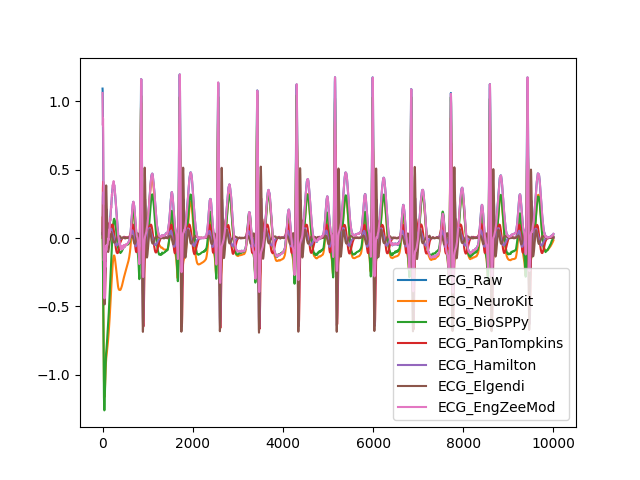 1.0
0.5
0.0
−0.5
−1.0
0
2000
4000
6000
8000
10000
ECG_Raw
ECG_NeuroKit
ECG_BioSPPy
ECG_PanTompkins
ECG_Hamilton
ECG_Elgendi
ECG_EngZeeMod